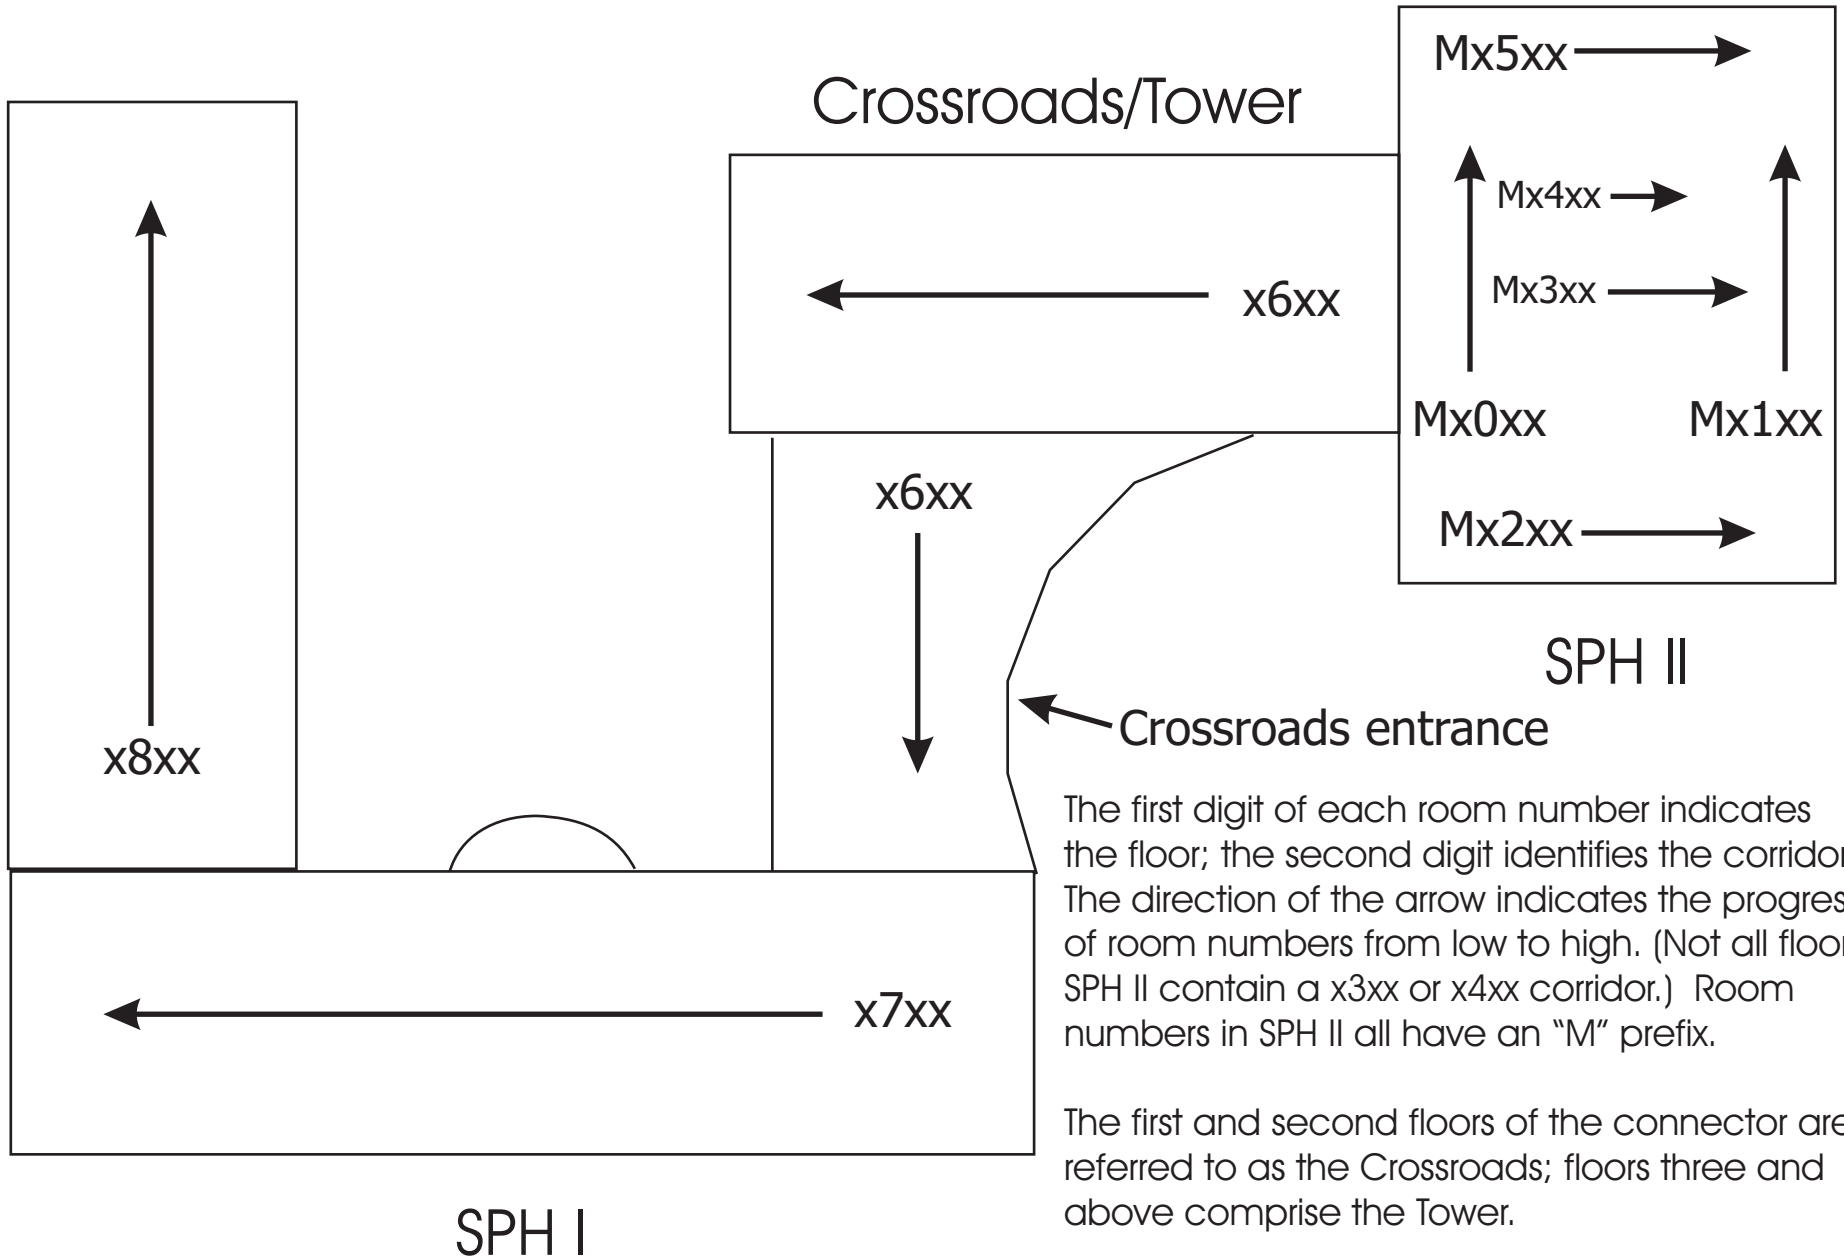 Mx5xx
Crossroads/Tower
Mx4xx
x6xx
Mx3xx
Mx0xx
Mx1xx
x6xx
Mx2xx
SPH II
Crossroads entrance
x8xx
The first digit of each room number indicates
the floor; the second digit identifies the corridor
The direction of the arrow indicates the progres
of room numbers from low to high. (Not all floor
SPH II contain a x3xx or x4xx corridor.) Room
numbers in SPH II all have an “M” prefix.
x7xx
The first and second floors of the connector are
referred to as the Crossroads; floors three and
above comprise the Tower.
SPH I